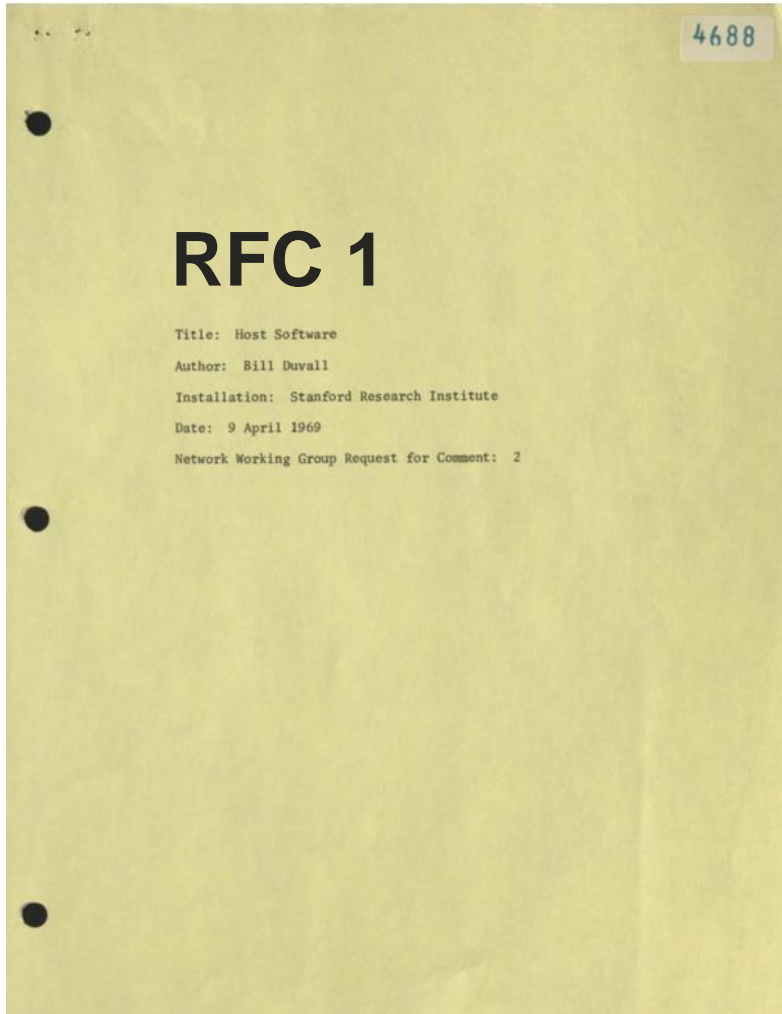 4688
RFC 1
Title: Host Software
Author: Bill Duvall
Installation: Stanford Research Institute
Date: 9 April 1969
Network Working Group Request for Comment: 2